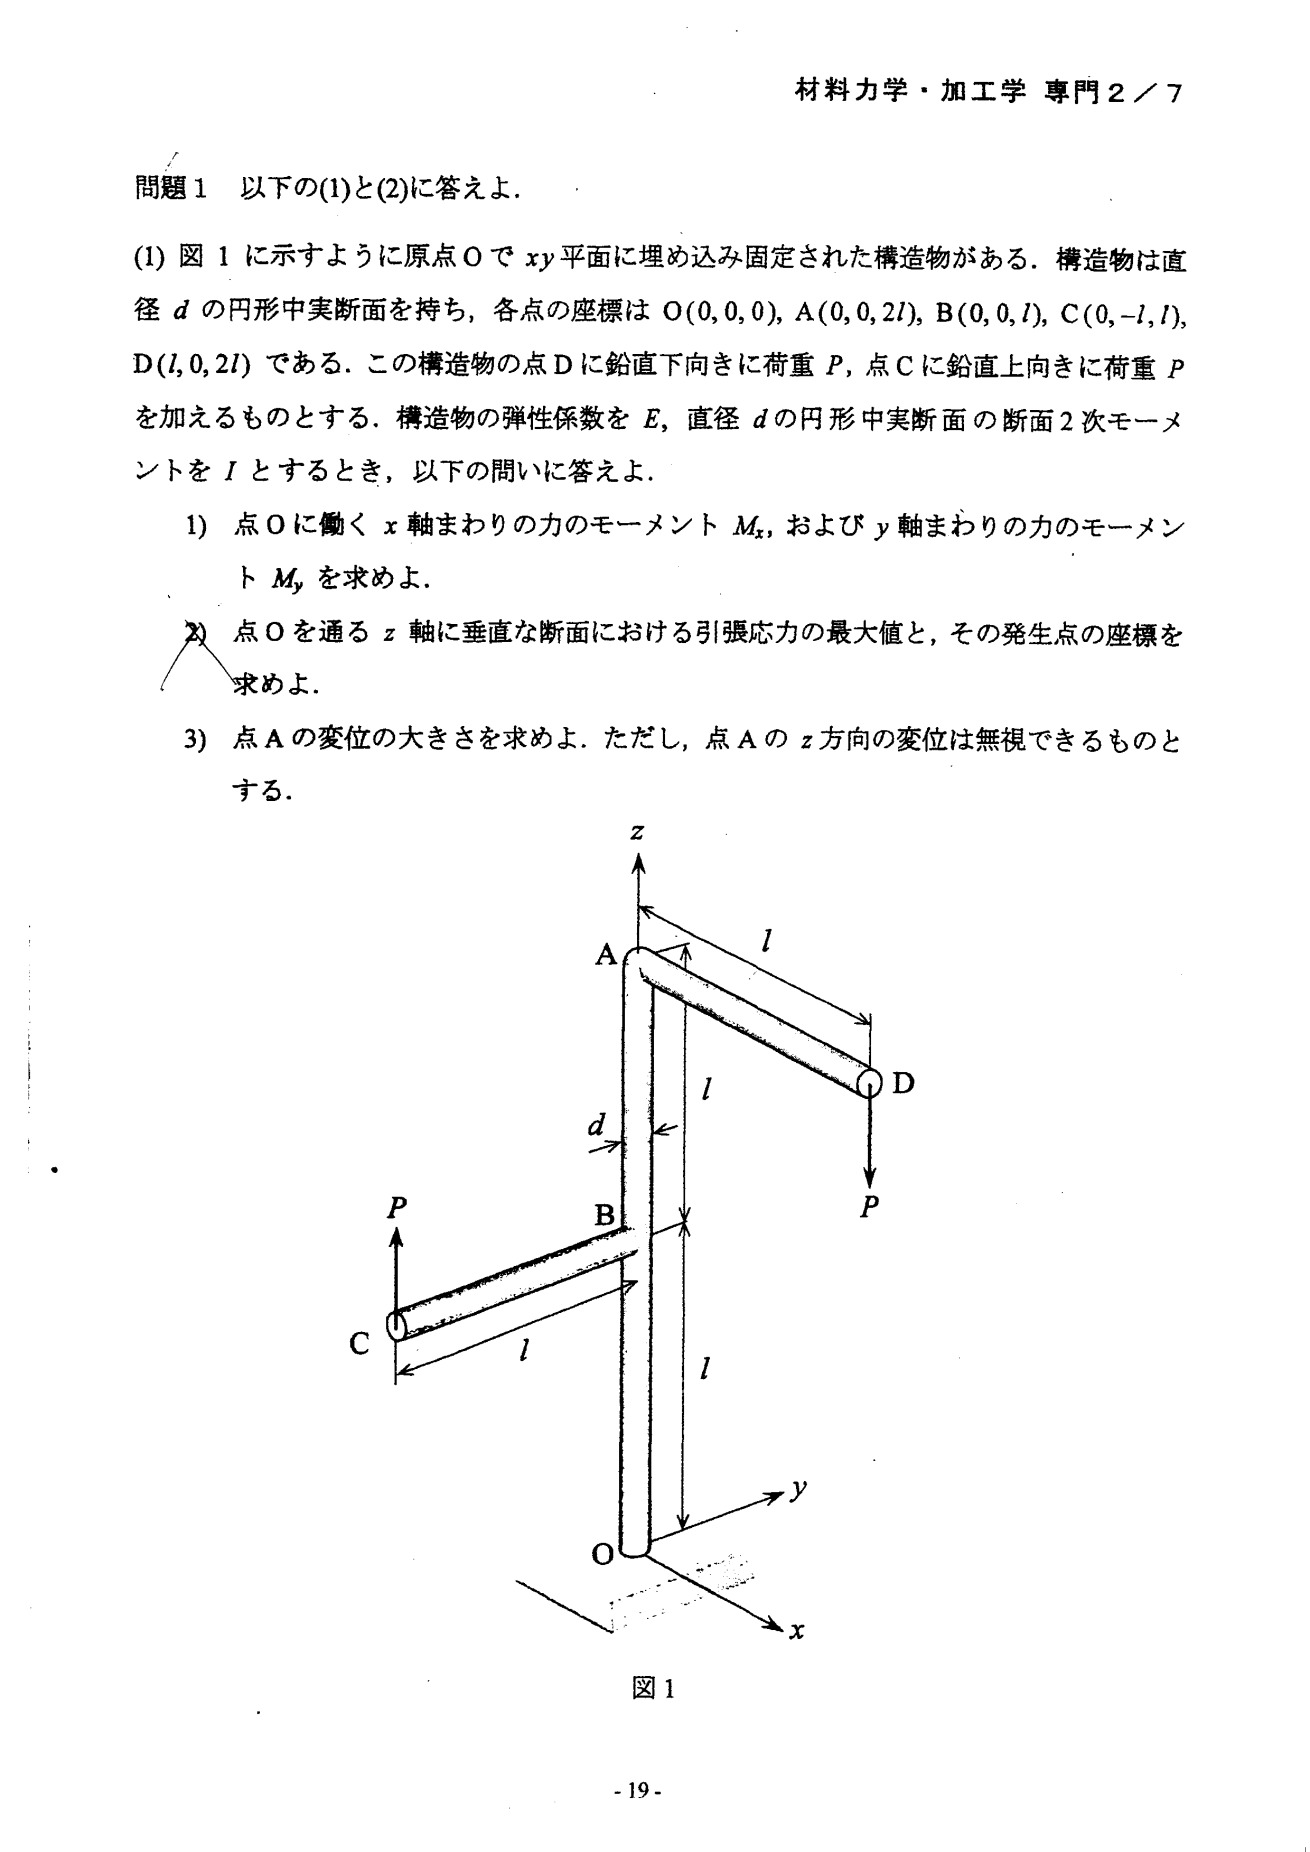 材料力学・加工学 専門2／7
問題1 以下の(1)と(2)に答えよ．
(1) 図 1 に示すように原点Oで xy平面に埋め込み固定された構造物がある．構造物は直
径 d の円形中実断面を持ち，各点の座標は O(0,0,0), A(0,0,2l), B(0,0,l), C(0,−l,l),
D(l,0,2l) である．この構造物の点Dに鉛直下向きに荷重 P，点Cに鉛直上向きに荷重 P
を加えるものとする．構造物の弾性係数を E，直径 dの円形中実断面の断面2次モーメ
ントを I とするとき，以下の問いに答えよ．
1) 点Oに働く x 軸まわりの力のモーメント Mx，および y 軸まわりの力のモーメン
ト My を求めよ．
2) 点Oを通る z 軸に垂直な断面における引張応力の最大値と，その発生点の座標を
求めよ．
3) 点Aの変位の大きさを求めよ．ただし，点Aの z方向の変位は無視できるものと
する．
z
A
l
D
l
d
P
B
P
C
l
l
y
O
x
図 1
- 19 -